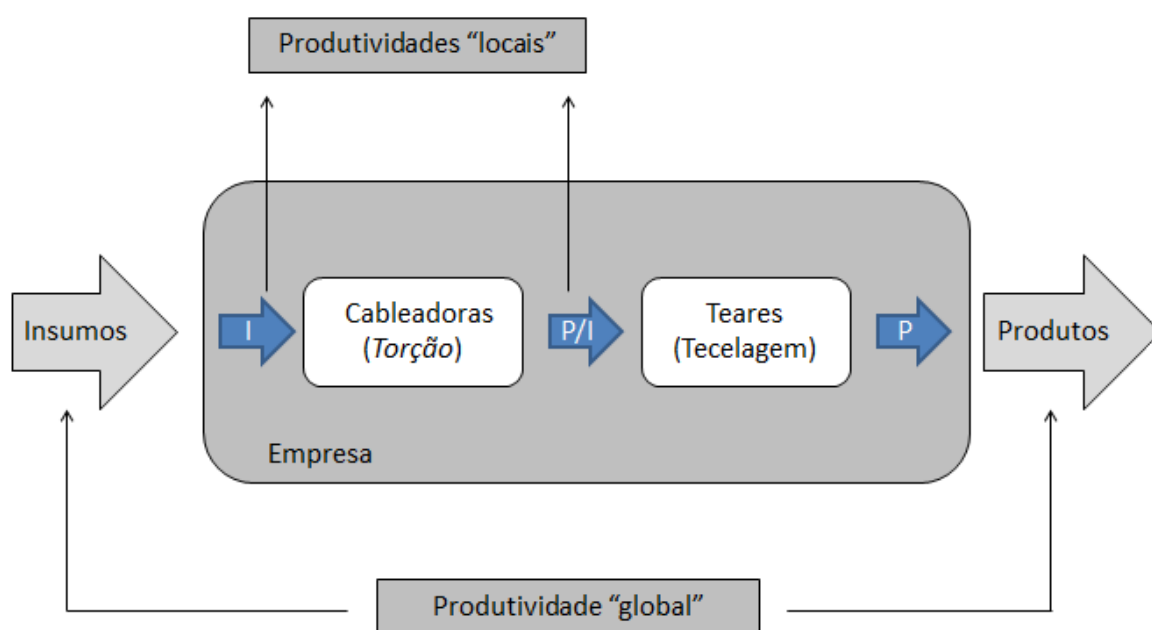 Produtividades “locais”
Insumos
I
Cableadoras
(Torção)
P/I
Teares
(Tecelagem)
P
Produtos
Empresa
Produtividade “global”